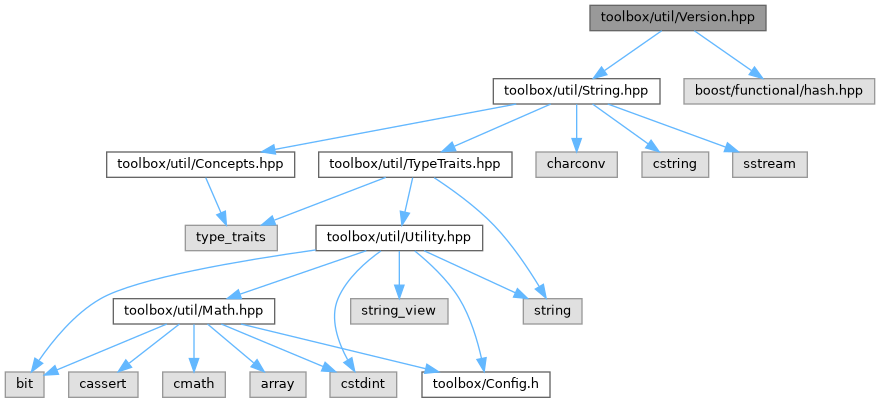 toolbox/util/Version.hpp
toolbox/util/String.hpp
boost/functional/hash.hpp
toolbox/util/Concepts.hpp
toolbox/util/TypeTraits.hpp
charconv
cstring
sstream
type_traits
toolbox/util/Utility.hpp
toolbox/util/Math.hpp
string_view
string
bit
cassert
cmath
array
cstdint
toolbox/Config.h